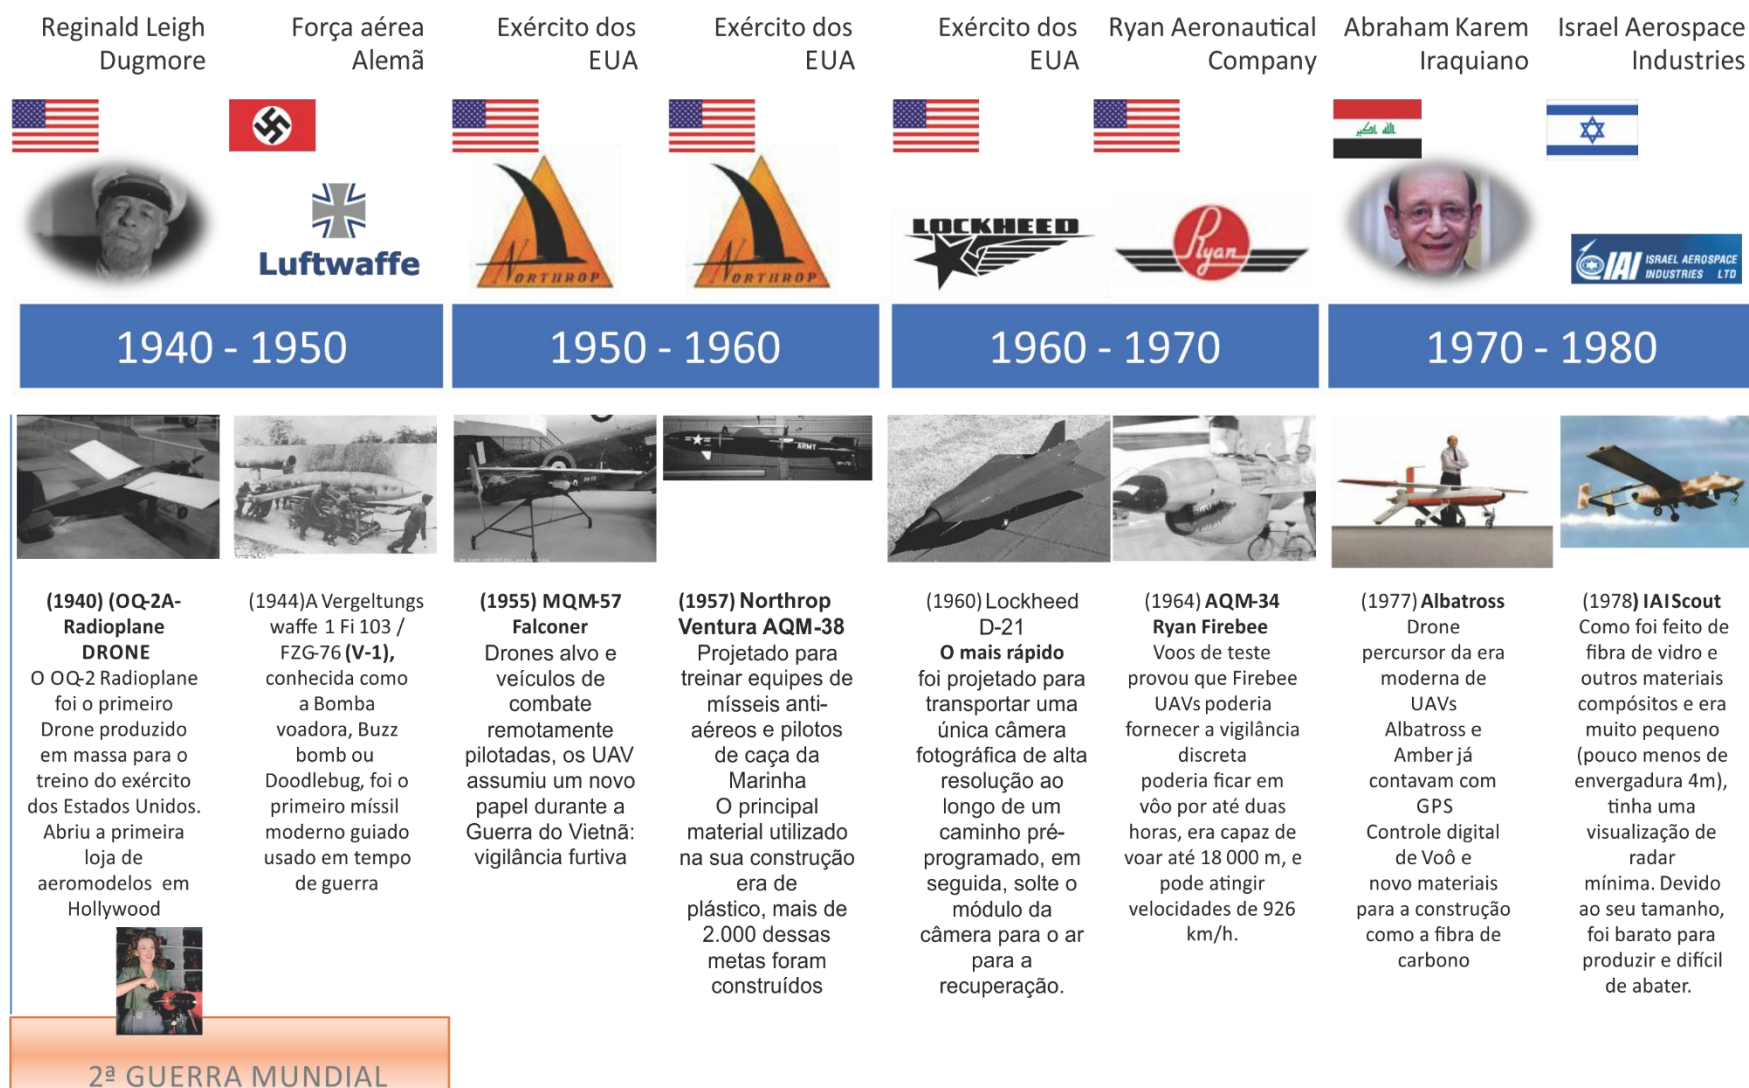 Reginald Leigh
Dugmore
Força aérea
Alemã
Exército dos
EUA
Exército dos
EUA
Exército dos
EUA
Ryan Aeronautical
Company
Abraham Karem
Iraquiano
Israel Aerospace
Industries
Luftwaffe
NORTHROP
NORTHROP
LOCKHEED
Ryan
الله اكبر
IAI ISRAEL AEROSPACE
INDUSTRIES LTD
1940 - 1950
1950 - 1960
1960 - 1970
1970 - 1980
ARMY
(1940) (OQ-2A-
Radioplane
DRONE
O OQ-2 Radioplane
foi o primeiro
Drone produzido
em massa para o
treino do exército
dos Estados Unidos.
Abriu a primeira
loja de
aeromodelos em
Hollywood
(1944)A Vergeltungs
waffe 1 Fi 103 /
FZG-76 (V-1),
conhecida como
a Bomba
voadora, Buzz
bomb ou
Doodlebug, foi o
primeiro míssil
moderno guiado
usado em tempo
de guerra
(1955) MQM-57
Falconer
Drones alvo e
veículos de
combate
remotamente
pilotadas, os UAV
assumiu um novo
papel durante a
Guerra do Vietnã:
vigilância furtiva
(1957) Northrop
Ventura AQM-38
Projetado para
treinar equipes de
mísseis anti-
aéreos e pilotos
de caça da
Marinha
O principal
material utilizado
na sua construção
era de
plástico, mais de
2.000 dessas
metas foram
construídos
(1960) Lockheed
D-21
O mais rápido
foi projetado para
transportar uma
única câmera
fotográfica de alta
resolução ao
longo de um
caminho pré-
programado, em
seguida, solte o
módulo da
câmera para o ar
para a
recuperação.
(1964) AQM-34
Ryan Firebee
Voos de teste
provou que Firebee
UAVs poderia
fornecer a vigilância
discreta
poderia ficar em
vôo por até duas
horas, era capaz de
voar até 18 000 m, e
pode atingir
velocidades de 926
km/h.
(1977) Albatross
Drone
percursor da era
moderna de
UAVs
Albatross e
Amber já
contavam com
GPS
Controle digital
de Voô e
novo materiais
para a construção
como a fibra de
carbono
(1978) IAI Scout
Como foi feito de
fibra de vidro e
outros materiais
compósitos e era
muito pequeno
(pouco menos de
envergadura 4m),
tinha uma
visualização de
radar
mínima. Devido
ao seu tamanho,
foi barato para
produzir e difícil
de abater.
2ª GUERRA MUNDIAL